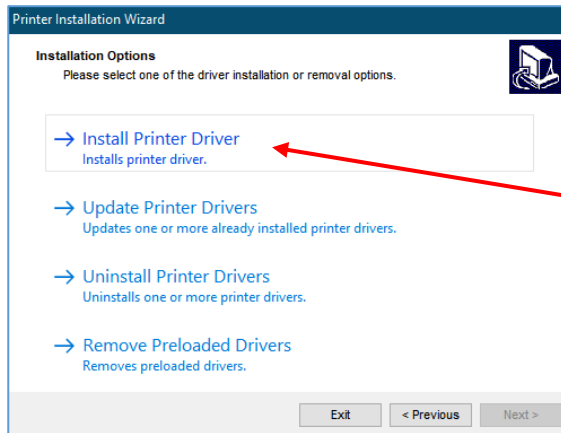 Printer Installation Wizard
Installation Options
Please select one of the driver installation or removal options.
→ Install Printer Driver
Installs printer driver.
→ Update Printer Drivers
Updates one or more already installed printer drivers.
→ Uninstall Printer Drivers
Uninstalls one or more printer drivers.
→ Remove Preloaded Drivers
Removes preloaded drivers.
Exit < Previous Next >